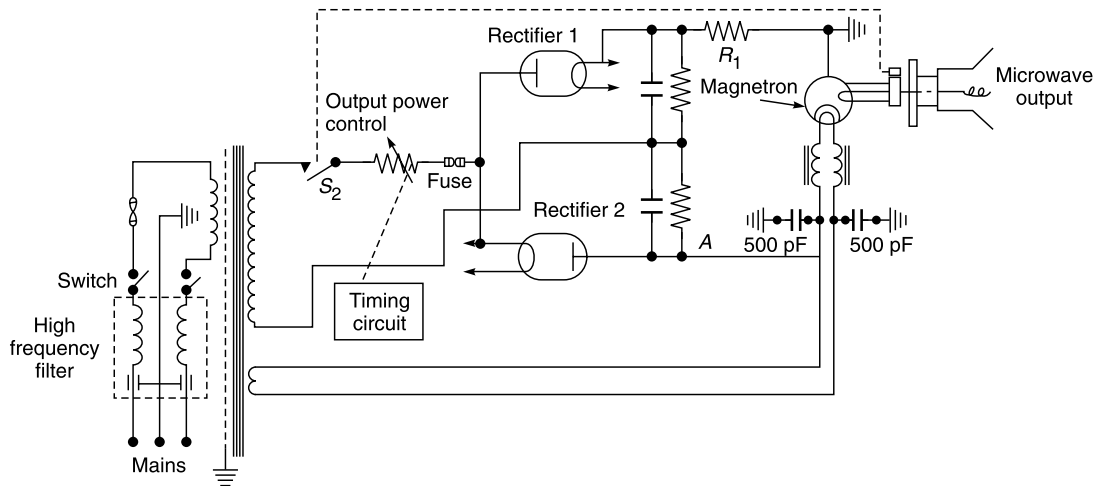 Rectifier 1
R1
Magnetron
Microwave
output
Output power
control
S2
Fuse
Rectifier 2
A
500 pF
500 pF
Switch
Timing
circuit
High
frequency
filter
Mains